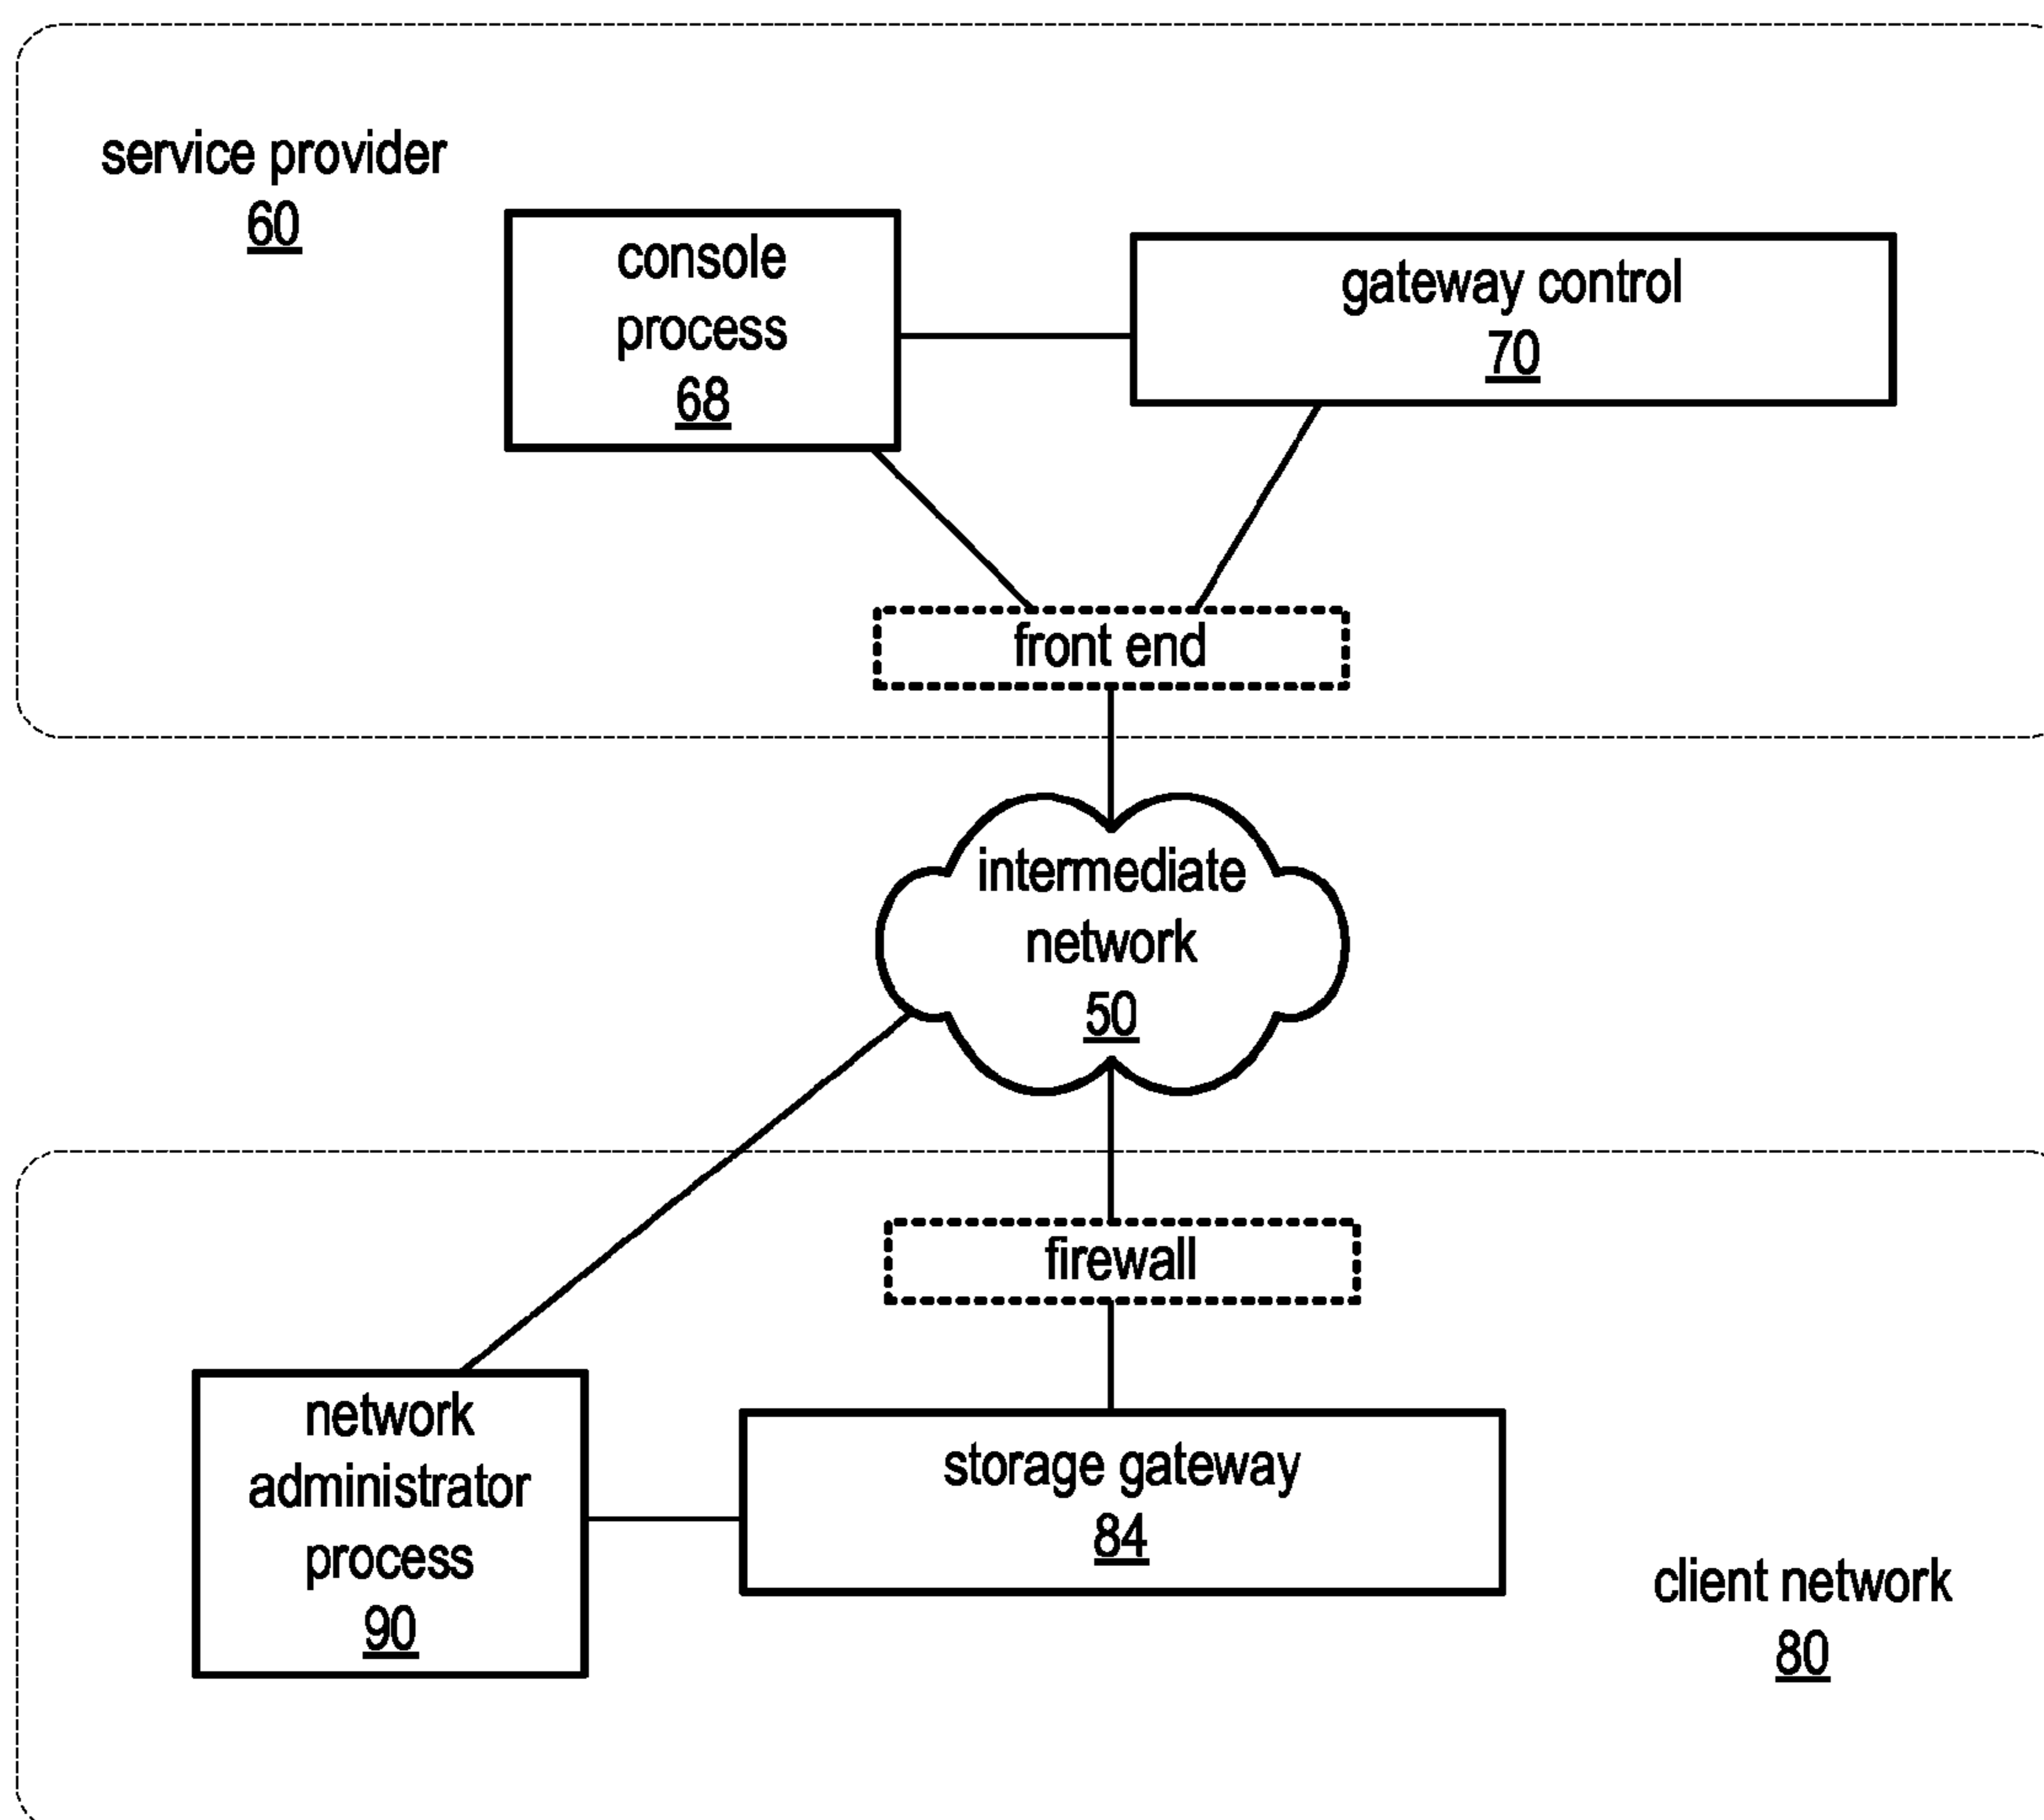 service provider
60
console
process
68
gateway control
70
front end
intermediate
network
50
firewall
network
administrator
process
90
storage gateway
84
client network
80